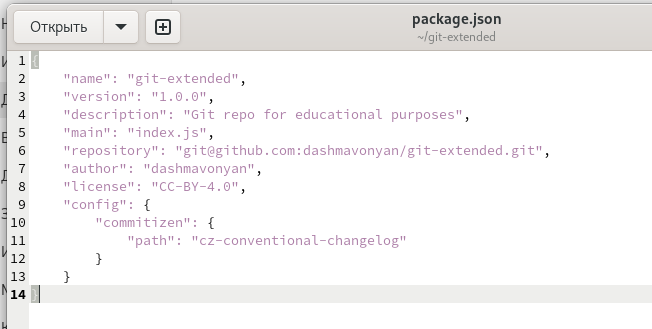 Открыть
package.json
~/git-extended
1 {
2 "name": "git-extended",
3 "version": "1.0.0",
4 "description": "Git repo for educational purposes",
5 "main": "index.js",
6 "repository": "git@github.com:dashmavonyan/git-extended.git",
7 "author": "dashmavonyan",
8 "license": "CC-BY-4.0",
9 "config": {
10 "commitizen": {
11 "path": "cz-conventional-changelog"
12 }
13 }
14 }